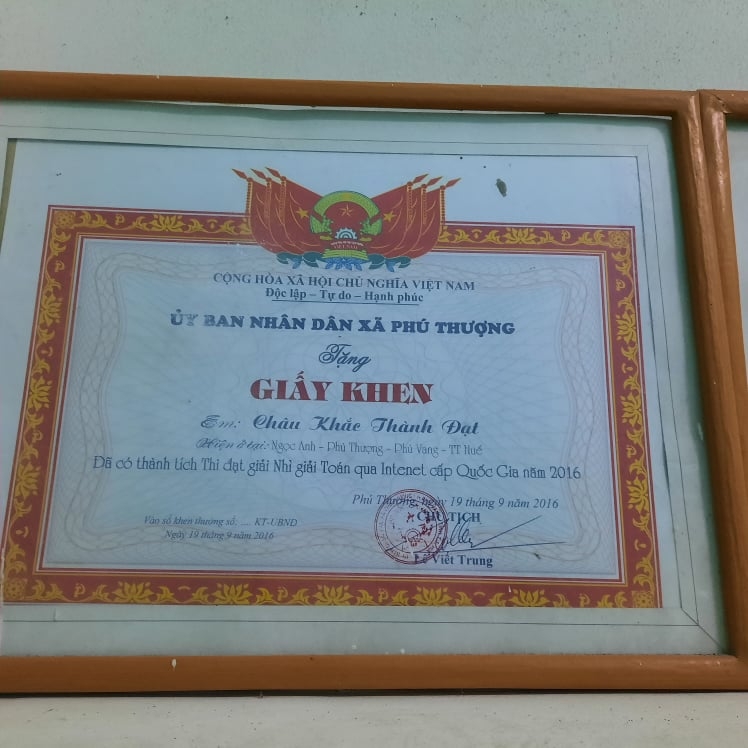 VIỆT NAM
CỘNG HÒA XÃ HỘI CHỦ NGHĨA VIỆT NAM
Độc lập – Tự do – Hạnh phúc
ỦY BAN NHÂN DÂN XÃ PHÚ THƯỢNG
Tặng
GIẤY KHEN
Em: Châu Khắc Thành Đạt
Hiện ở tại: Ngọc Anh – Phú Thượng – Phú Vang – TT Huế
Đã có thành tích Thi đạt giải Nhì giải Toán qua Intenet cấp Quốc Gia năm 2016
Phú Thượng, ngày 19 tháng 9 năm 2016
CHỦ TỊCH
Vào sổ khen thưởng số: .... KT-UBND
Ngày 19 tháng 9 năm 2016
Lê Viết Trung